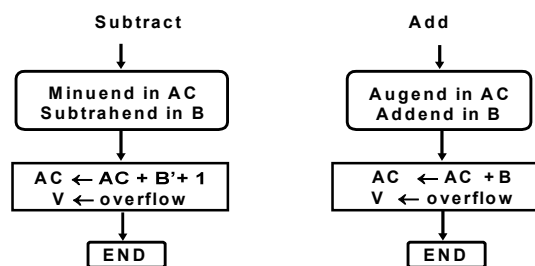 Subtract
Minuend in AC
Subtrahend in B
AC ← AC + B’+ 1
V ← overflow
END
Add
Augend in AC
Addend in B
AC ← AC + B
V ← overflow
END